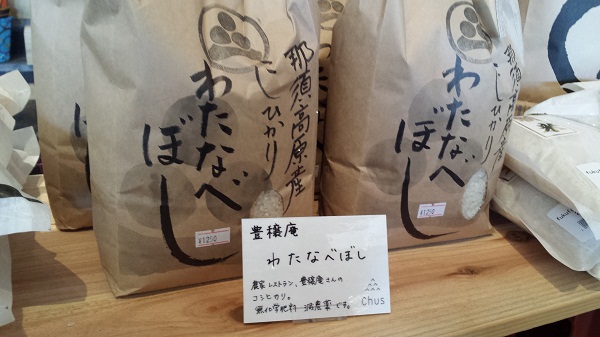 那須高原産
こしひかり
わたなべ
ぼし
¥1250
那須高原産
こしひかり
わたなべ
ぼし
¥1250
豊穣庵
わたなべぼし
農家レストラン、豊穣庵さんの
コシヒカリ。
無化学肥料 減農薬です。
Chus
米